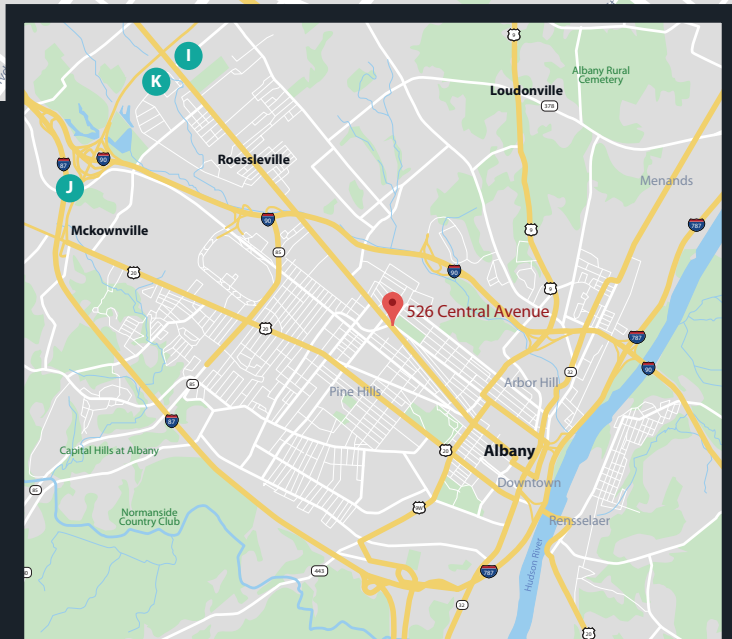 9
Albany Rural
Cemetery
I
K
Loudonville
378
Roessleville
90
87
Menands
J
90
787
9
Mckownville
85
90
20
9
526 Central Avenue
20
787
32
90
85
Arbor Hill
Pine Hills
87
Capital Hills at Albany
20
Albany
Downtown
85
9W
Normanside
Country Club
Rensselaer
Hudson River
443
787
32
20